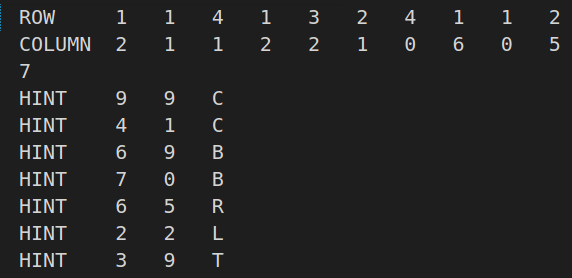 ROW 1 1 4 1 3 2 4 1 1 2
COLUMN 2 1 1 2 2 1 0 6 0 5
7
HINT 9 9 C
HINT 4 1 C
HINT 6 9 B
HINT 7 0 B
HINT 6 5 R
HINT 2 2 L
HINT 3 9 T